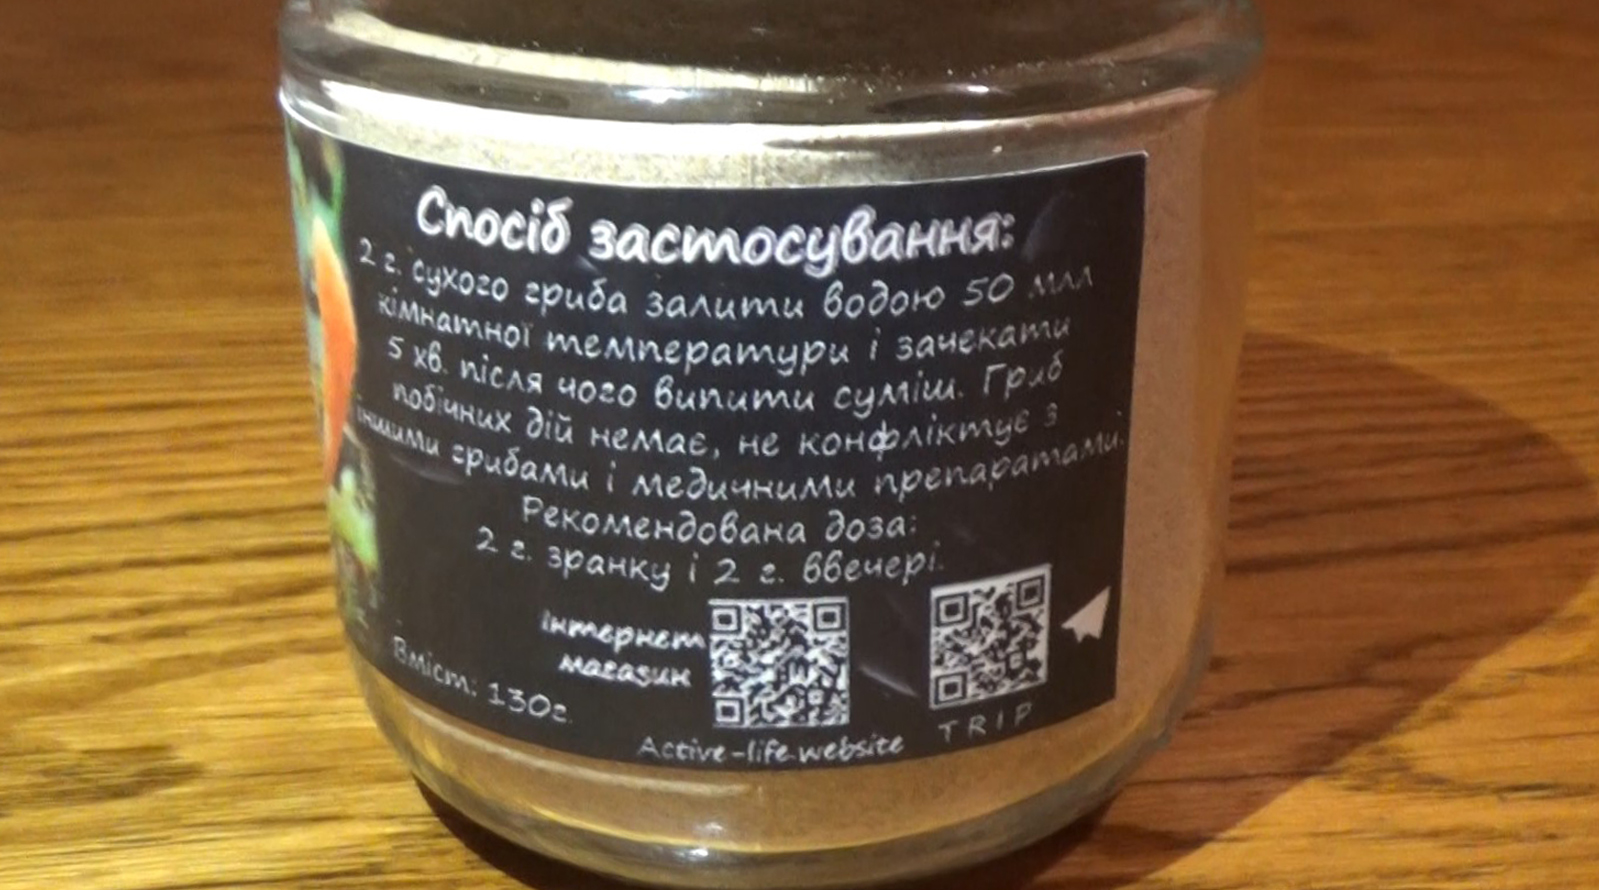 Спосіб застосування:
2 г. сухого гриба залити водою 50 млл
кімнатної температури і зачекати
5 хв. після чого випити суміш. Гриб
побічних дій немає, не конфліктує з
іншими грибами і медичними препаратами.
Рекомендована доза:
2 г. зранку і 2 г. ввечері.
інтернет
магазин
Вміст: 130г.
Active-life.website
TRIP